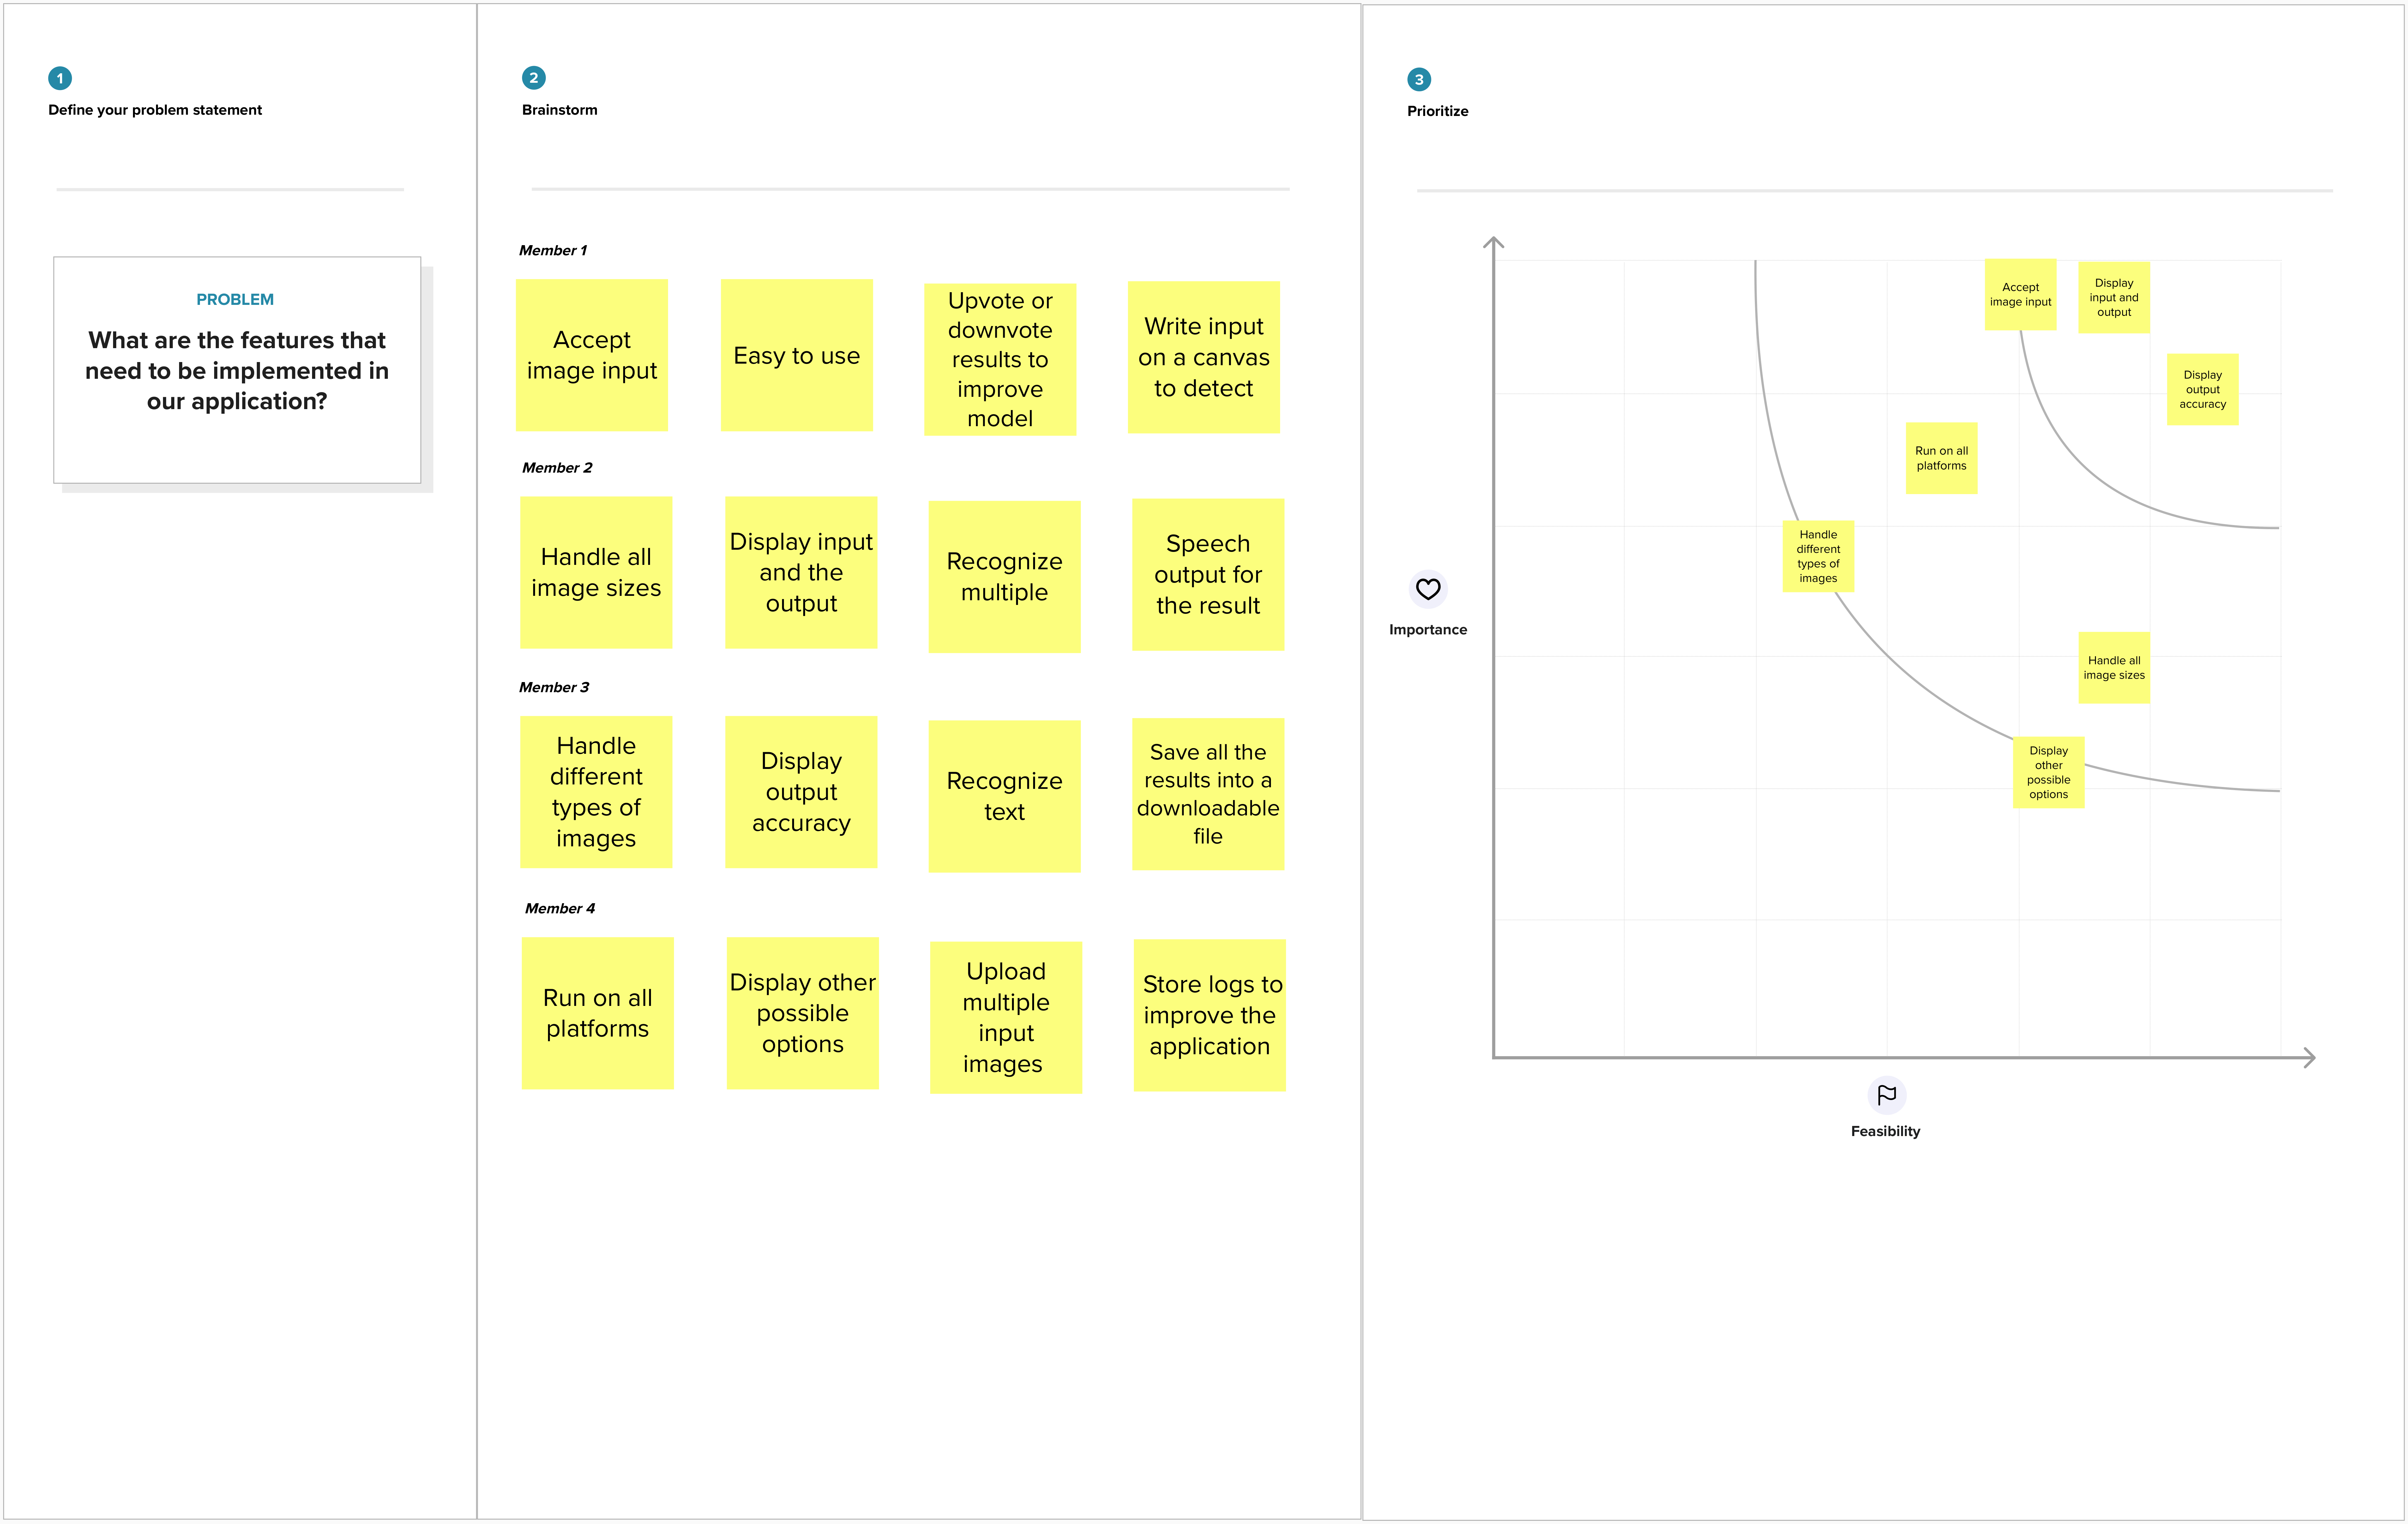 1
Define your problem statement
PROBLEM
What are the features that
need to be implemented in
our application?
2
Brainstorm
Member 1
Accept
image input
Easy to use
Upvote or
downvote
results to
improve
model
Write input
on a canvas
to detect
Member 2
Handle all
image sizes
Display input
and the
output
Recognize
multiple
Speech
output for
the result
Member 3
Handle
different
types of
images
Display
output
accuracy
Recognize
text
Save all the
results into a
downloadable
file
Member 4
Run on all
platforms
Display other
possible
options
Upload
multiple
input
images
Store logs to
improve the
application
3
Prioritize
Accept
image input
Display
input and
output
Display
output
accuracy
Run on all
platforms
Handle
different
types of
images
Importance
Handle all
image sizes
Display
other
possible
options
Feasibility